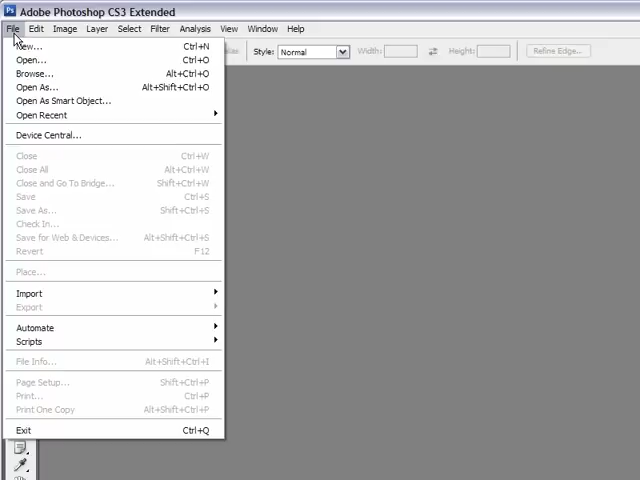 Ps Adobe Photoshop CS3 Extended
File Edit Image Layer Select Filter Analysis View Window Help
Style: Normal Width: Height: Refine Edge...
New... Ctrl+N
Open... Ctrl+O
Browse... Alt+Ctrl+O
Open As... Alt+Shift+Ctrl+O
Open As Smart Object...
Open Recent
Device Central...
Close Ctrl+W
Close All Alt+Ctrl+W
Close and Go To Bridge... Shift+Ctrl+W
Save Ctrl+S
Save As... Shift+Ctrl+S
Check In...
Save for Web & Devices... Alt+Shift+Ctrl+S
Revert F12
Place...
Import
Export
Automate
Scripts
File Info... Alt+Shift+Ctrl+I
Page Setup... Shift+Ctrl+P
Print... Ctrl+P
Print One Copy Alt+Shift+Ctrl+P
Exit Ctrl+Q